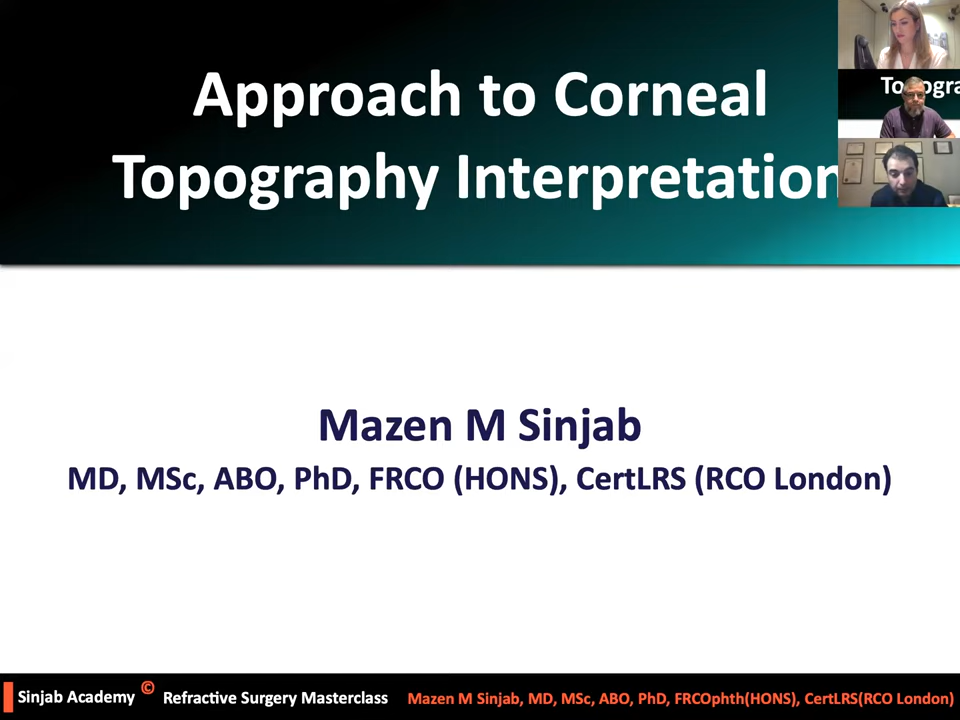 Approach to Corneal
Topography Interpretation
Mazen M Sinjab
MD, MSc, ABO, PhD, FRCO (HONS), CertLRS (RCO London)
Sinjab Academy © Refractive Surgery Masterclass Mazen M Sinjab, MD, MSc, ABO, PhD, FRCOphth(HONS), CertLRS(RCO London)